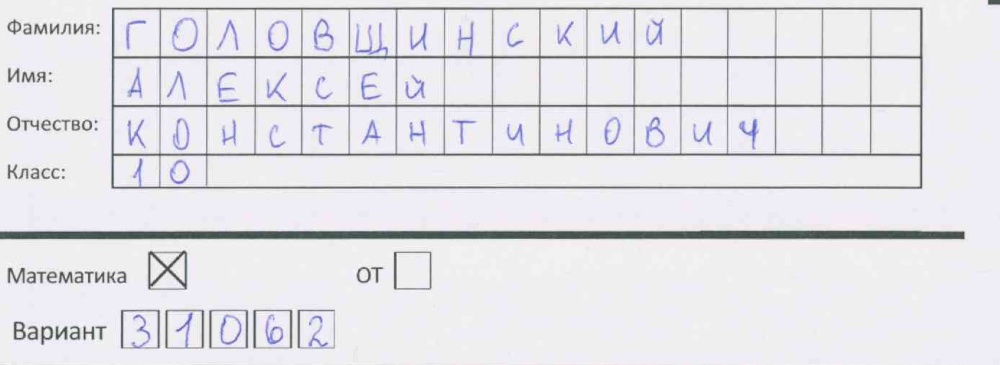 Фамилия: ГОЛОВЩИНСКИЙ
Имя: АЛЕКСЕЙ
Отчество: КОНСТАНТИНОВИЧ
Класс: 10
Математика ☒ ОТ ☐
Вариант 31062